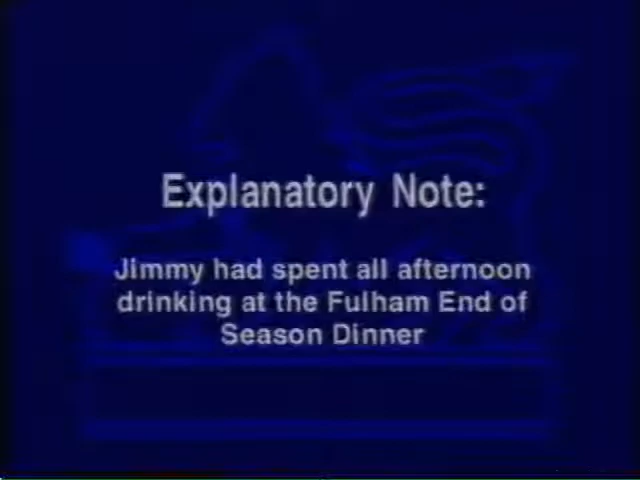 Explanatory Note:
Jimmy had spent all afternoon
drinking at the Fulham End of
Season Dinner